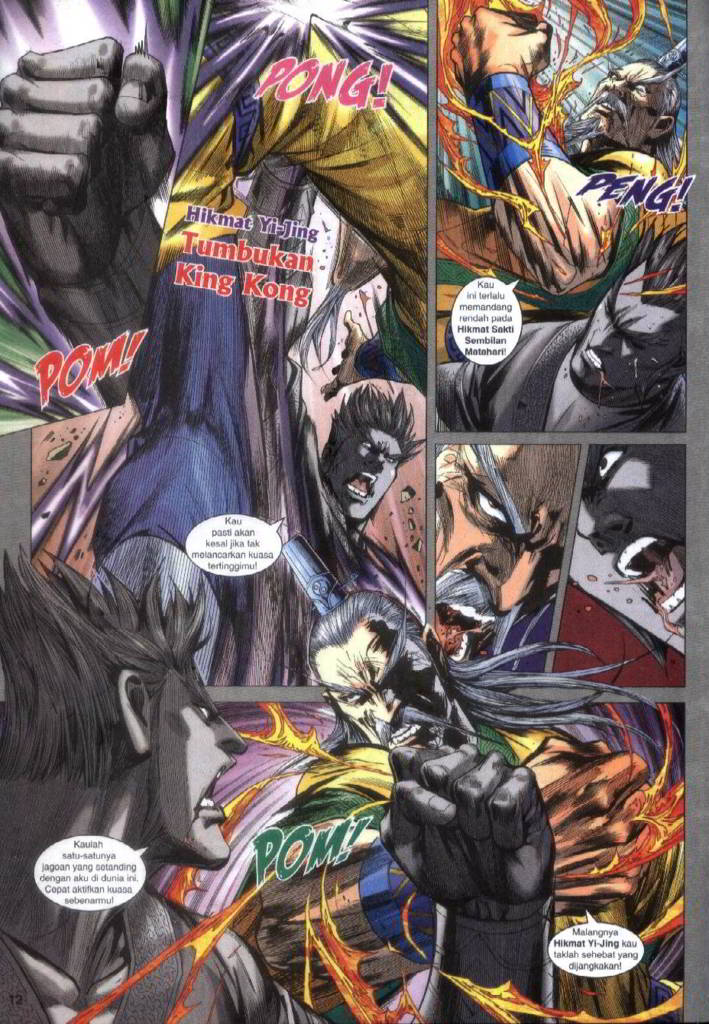 PONG!
Hikmat Yi-Jing
Tumbukan
King Kong
POM!
Kau
pasti akan
kesal jika tak
melancarkan kuasa
tertinggimu!
PENG!
Kau
ini terlalu
memandang
rendah pada
Hikmat Sakti
Sembilan
Matahari!
Kaulah
satu-satunya
jagoan yang setanding
dengan aku di dunia ini.
Cepat aktifkan kuasa
sebenarmu!
POM!
Malangnya
Hikmat Yi-Jing kau
taklah sehebat yang
dijangkakan!
12